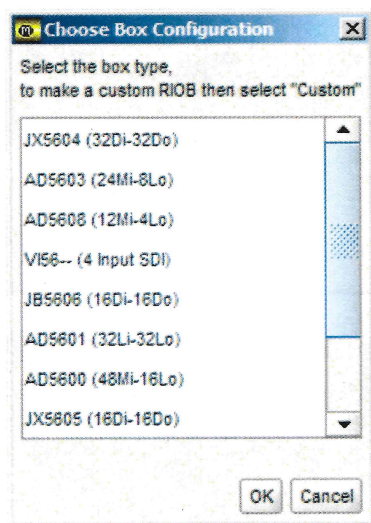 Choose Box Configuration
Select the box type,
to make a custom RIOB then select "Custom"
JX5604 (32Di-32Do)
AD5603 (24Mi-8Lo)
AD5608 (12Mi-4Lo)
VI56-- (4 Input SDI)
JB5606 (16Di-16Do)
AD5601 (32Li-32Lo)
AD5600 (48Mi-16Lo)
JX5605 (16Di-16Do)
OK Cancel